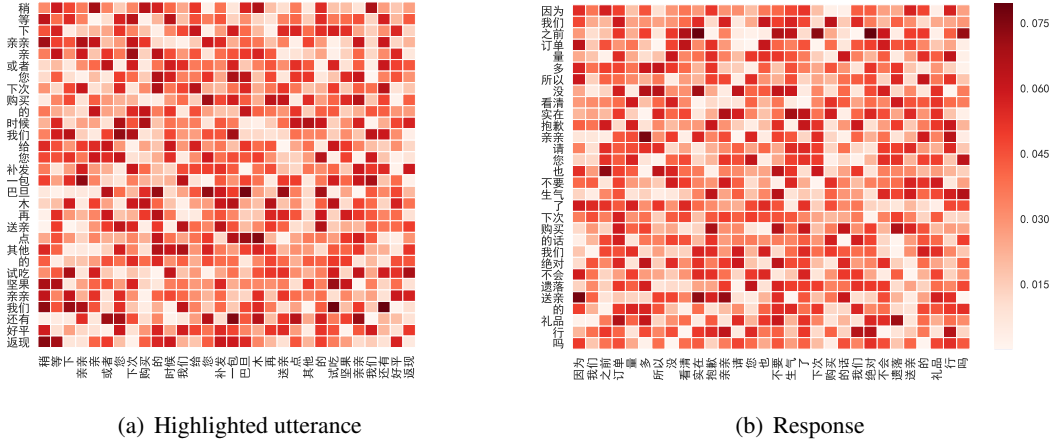 稍
等
下
亲亲
亲
或者
您
下次
购买
的
时候
我们
给
您
补发
一包
巴旦
木
再
送亲
点
其他
的
试吃
坚果
亲亲
我们
还有
好平
返现
稍
等
下
亲亲
亲
或者
您
下次
购买
的
时候
我们
给
您
补发
一包
巴旦
木
再
送亲
点
其他
的
试吃
坚果
亲亲
我们
还有
好平
返现
(a) Highlighted utterance
因为
我们
之前
订单
量
多
所以
没
看清
实在
抱歉
亲亲
请
您
也
不要
生气
了
下次
购买
的话
我们
绝对
不会
遗落
送亲
的
礼品
行
吗
因为
我们
之前
订单
量
多
所以
没
看清
实在
抱歉
亲亲
请
您
也
不要
生气
了
下次
购买
的话
我们
绝对
不会
遗落
送亲
的
礼品
行
吗
0.075
0.060
0.045
0.030
0.015
(b) Response